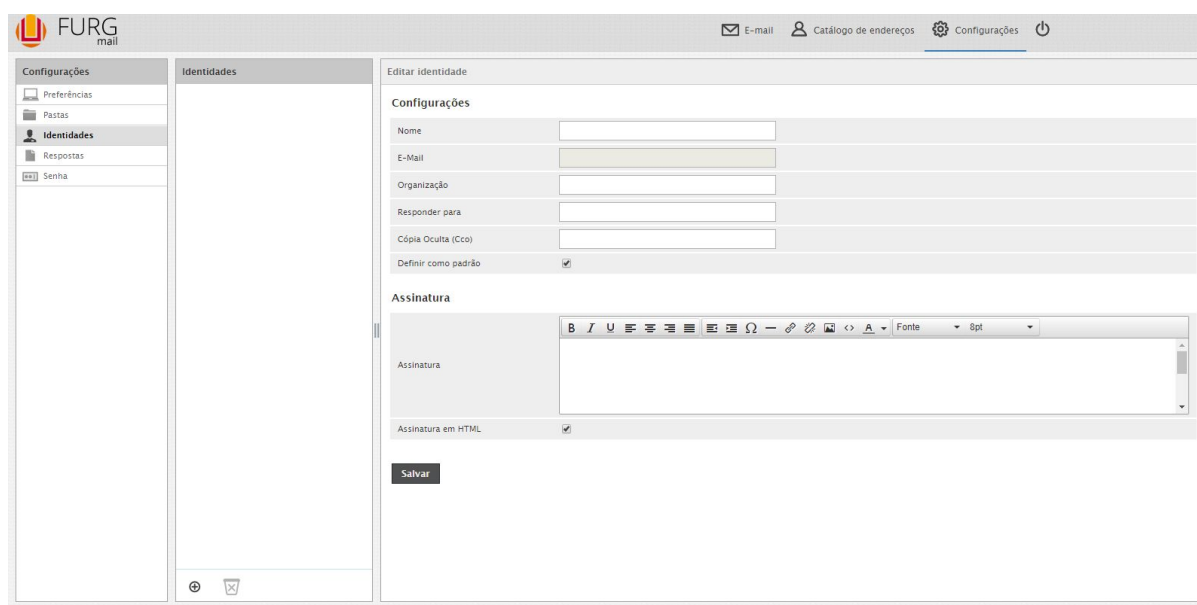 FURG
mail
E-mail
Catálogo de endereços
Configurações
Configurações
Preferências
Pastas
Identidades
Respostas
Senha
Identidades
Editar identidade
Configurações
Nome
E-Mail
Organização
Responder para
Cópia Oculta (Cco)
Definir como padrão
Assinatura
B I U Ω A Fonte 8pt
Assinatura
Assinatura em HTML
Salvar